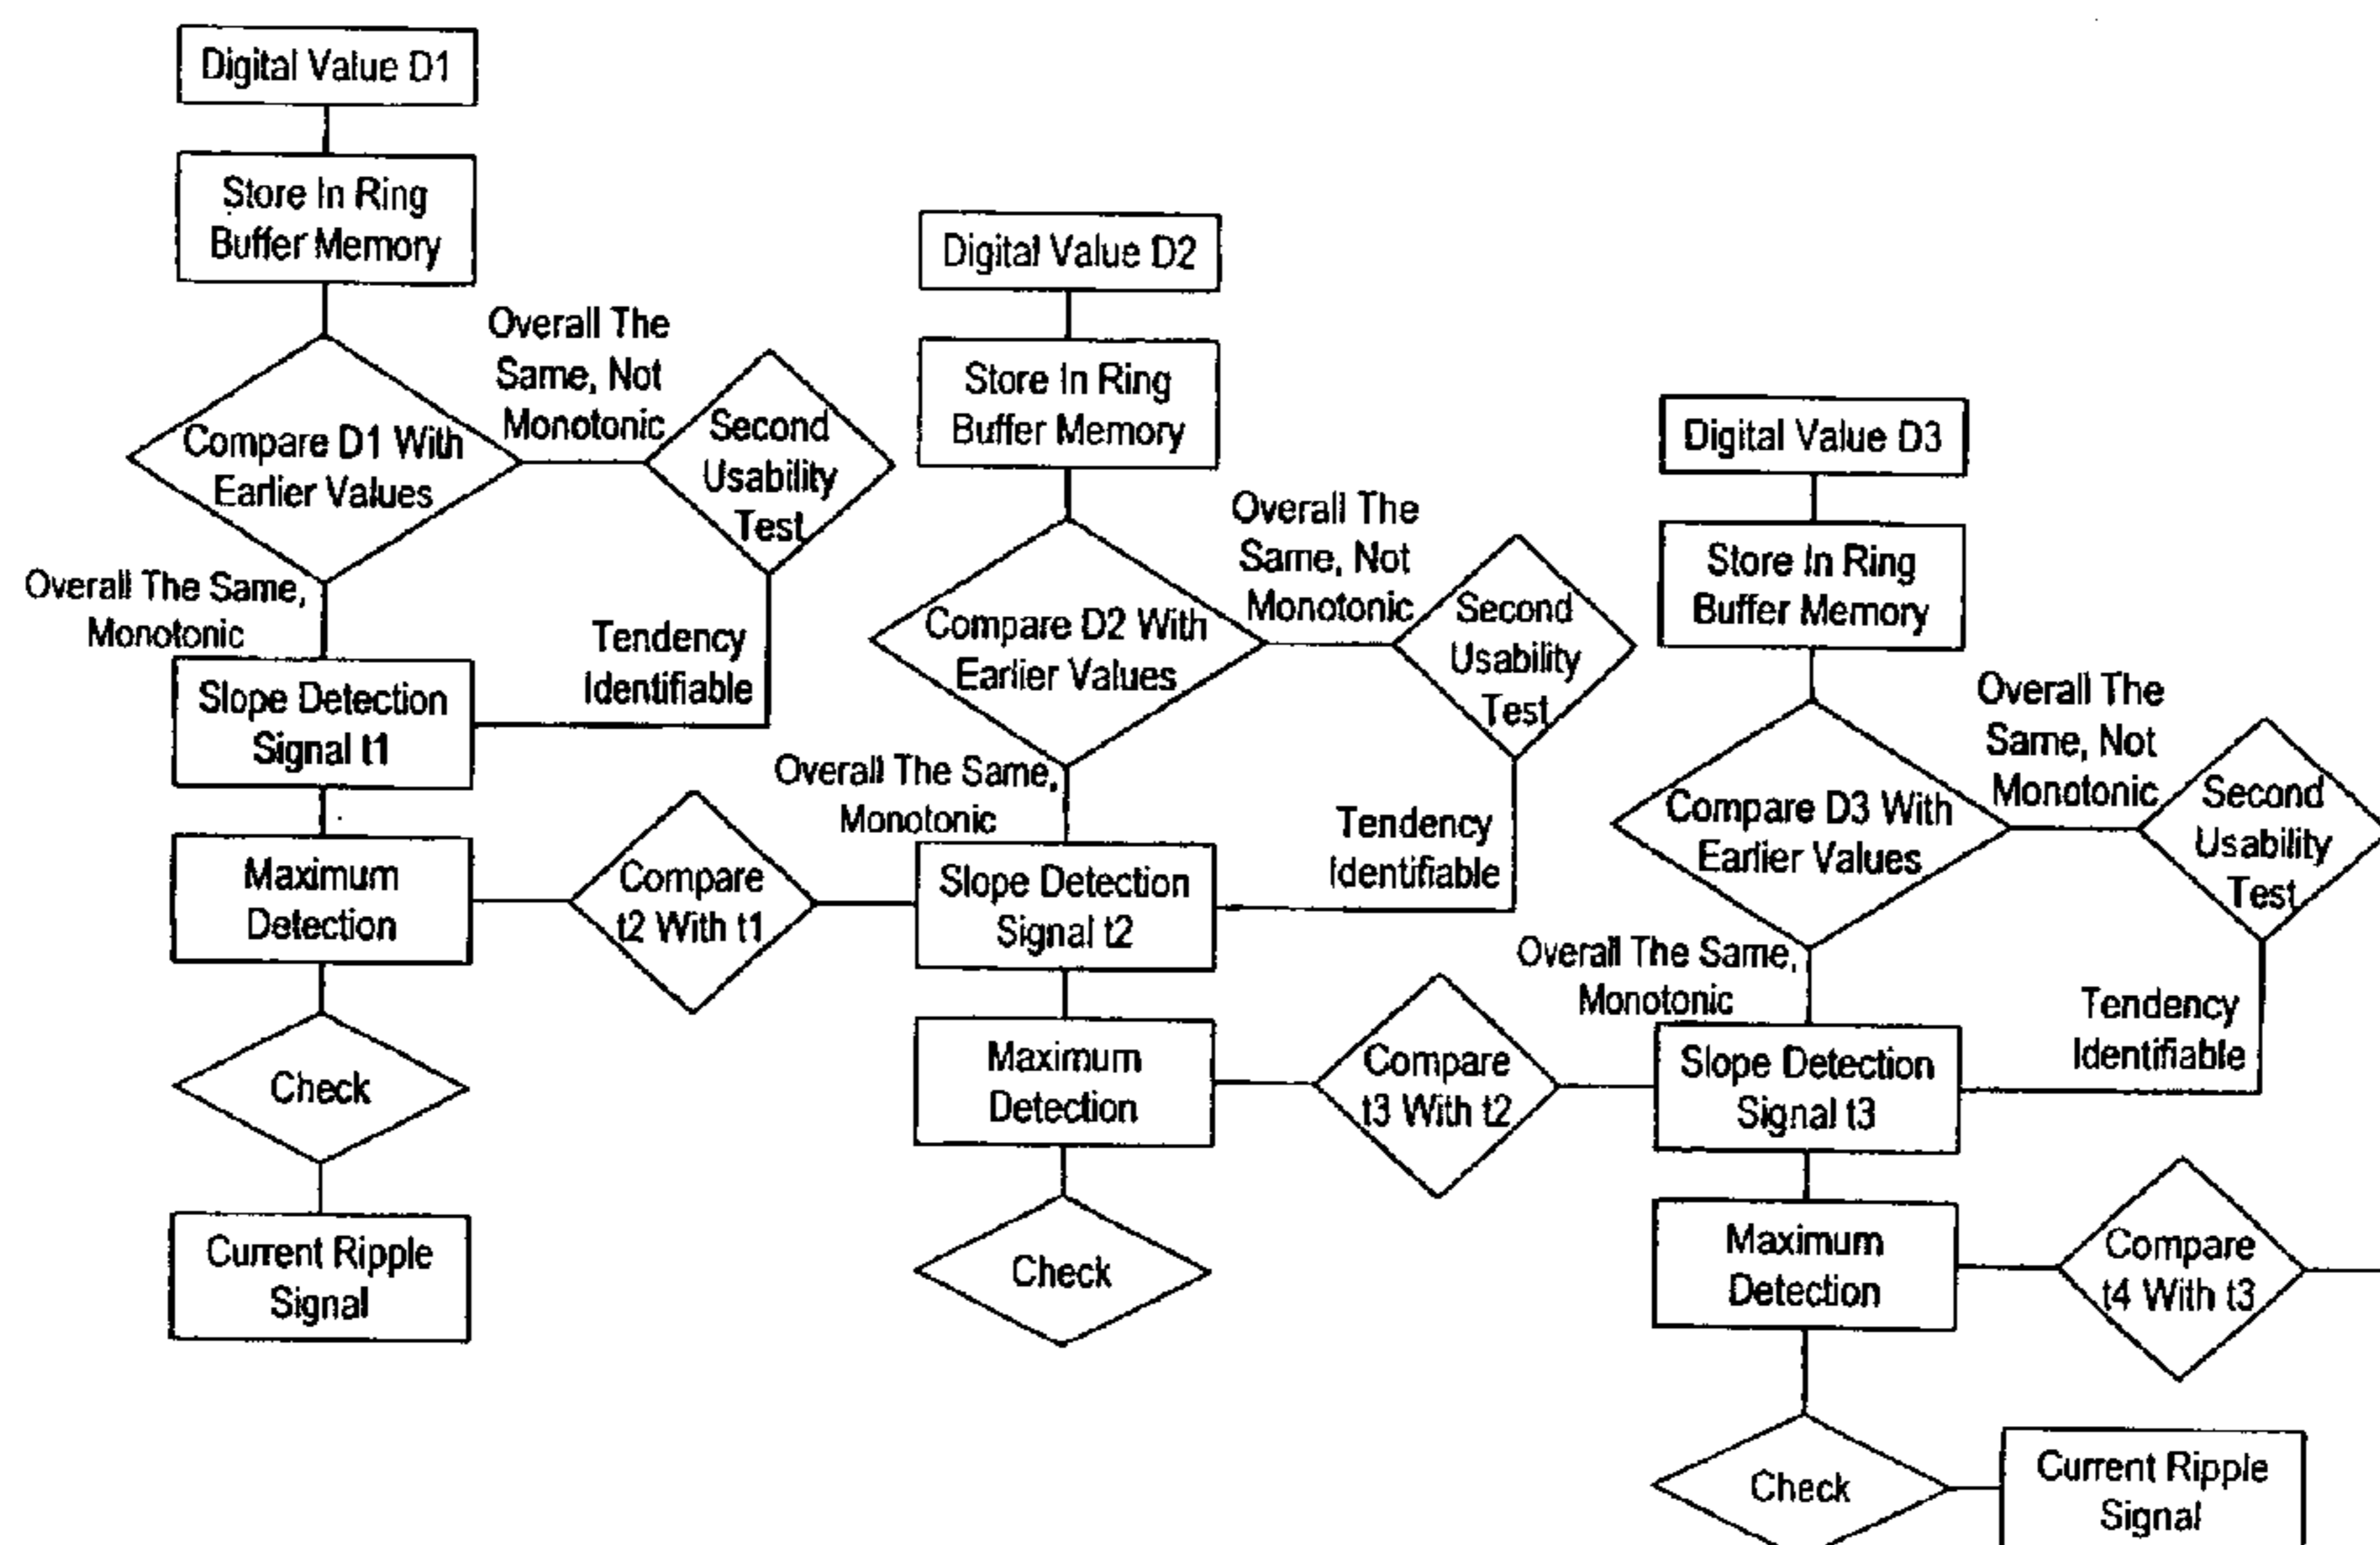 Digital Value D1
Store In Ring
Buffer Memory
Compare D1 With
Earlier Values
Overall The
Same, Not
Monotonic
Second
Usability
Test
Overall The Same,
Monotonic
Tendency
Identifiable
Slope Detection
Signal t1
Maximum
Detection
Compare
t2 With t1
Check
Current Ripple
Signal
Digital Value D2
Store In Ring
Buffer Memory
Compare D2 With
Earlier Values
Overall The
Same, Not
Monotonic
Second
Usability
Test
Overall The Same,
Monotonic
Tendency
Identifiable
Slope Detection
Signal t2
Maximum
Detection
Compare
t3 With t2
Check
Digital Value D3
Store In Ring
Buffer Memory
Compare D3 With
Earlier Values
Overall The
Same, Not
Monotonic
Second
Usability
Test
Overall The Same,
Monotonic
Tendency
Identifiable
Slope Detection
Signal t3
Maximum
Detection
Compare
t4 With t3
Check
Current Ripple
Signal